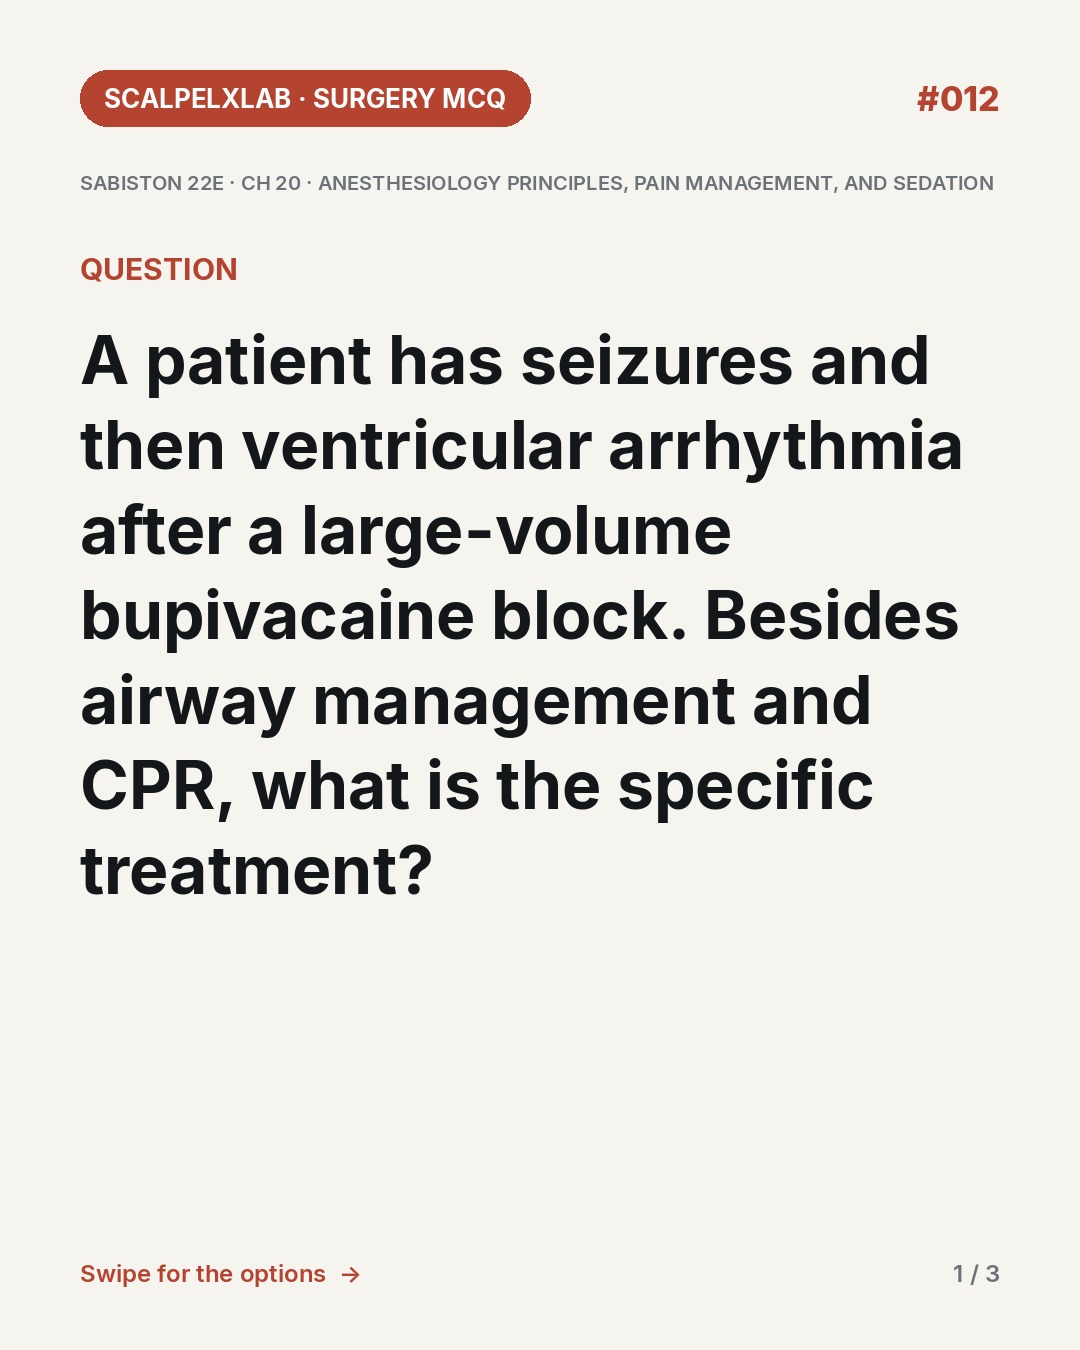 SCALPELXLAB · SURGERY MCQ
#012
SABISTON 22E · CH 20 · ANESTHESIOLOGY PRINCIPLES, PAIN MANAGEMENT, AND SEDATION
QUESTION
A patient has seizures and
then ventricular arrhythmia
after a large-volume
bupivacaine block. Besides
airway management and
CPR, what is the specific
treatment?
Swipe for the options →
1 / 3